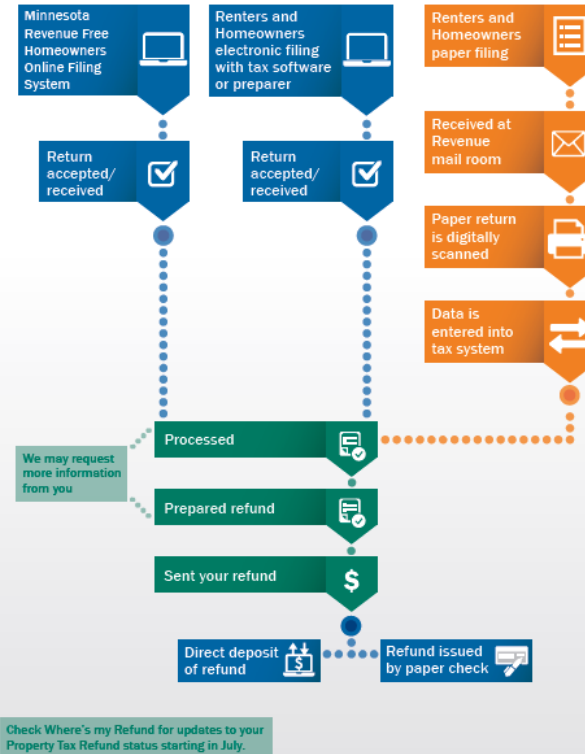 Minnesota
Revenue Free
Homeowners
Online Filing
System
Renters and
Homeowners
electronic filing
with tax software
or preparer
Renters and
Homeowners
paper filing
Return
accepted/
received
Return
accepted/
received
Received at
Revenue
mail room
Paper return
is digitally
scanned
Data is
entered into
tax system
Processed
We may request
more information
from you
Prepared refund
Sent your refund
$
Direct deposit
of refund
$
Refund issued
by paper check
Check Where's my Refund for updates to your
Property Tax Refund status starting in July.